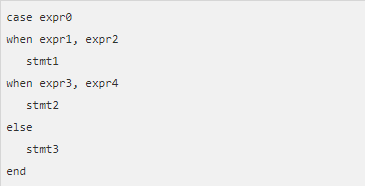 case expr0
when expr1, expr2
   stmt1
when expr3, expr4
   stmt2
else
   stmt3
end